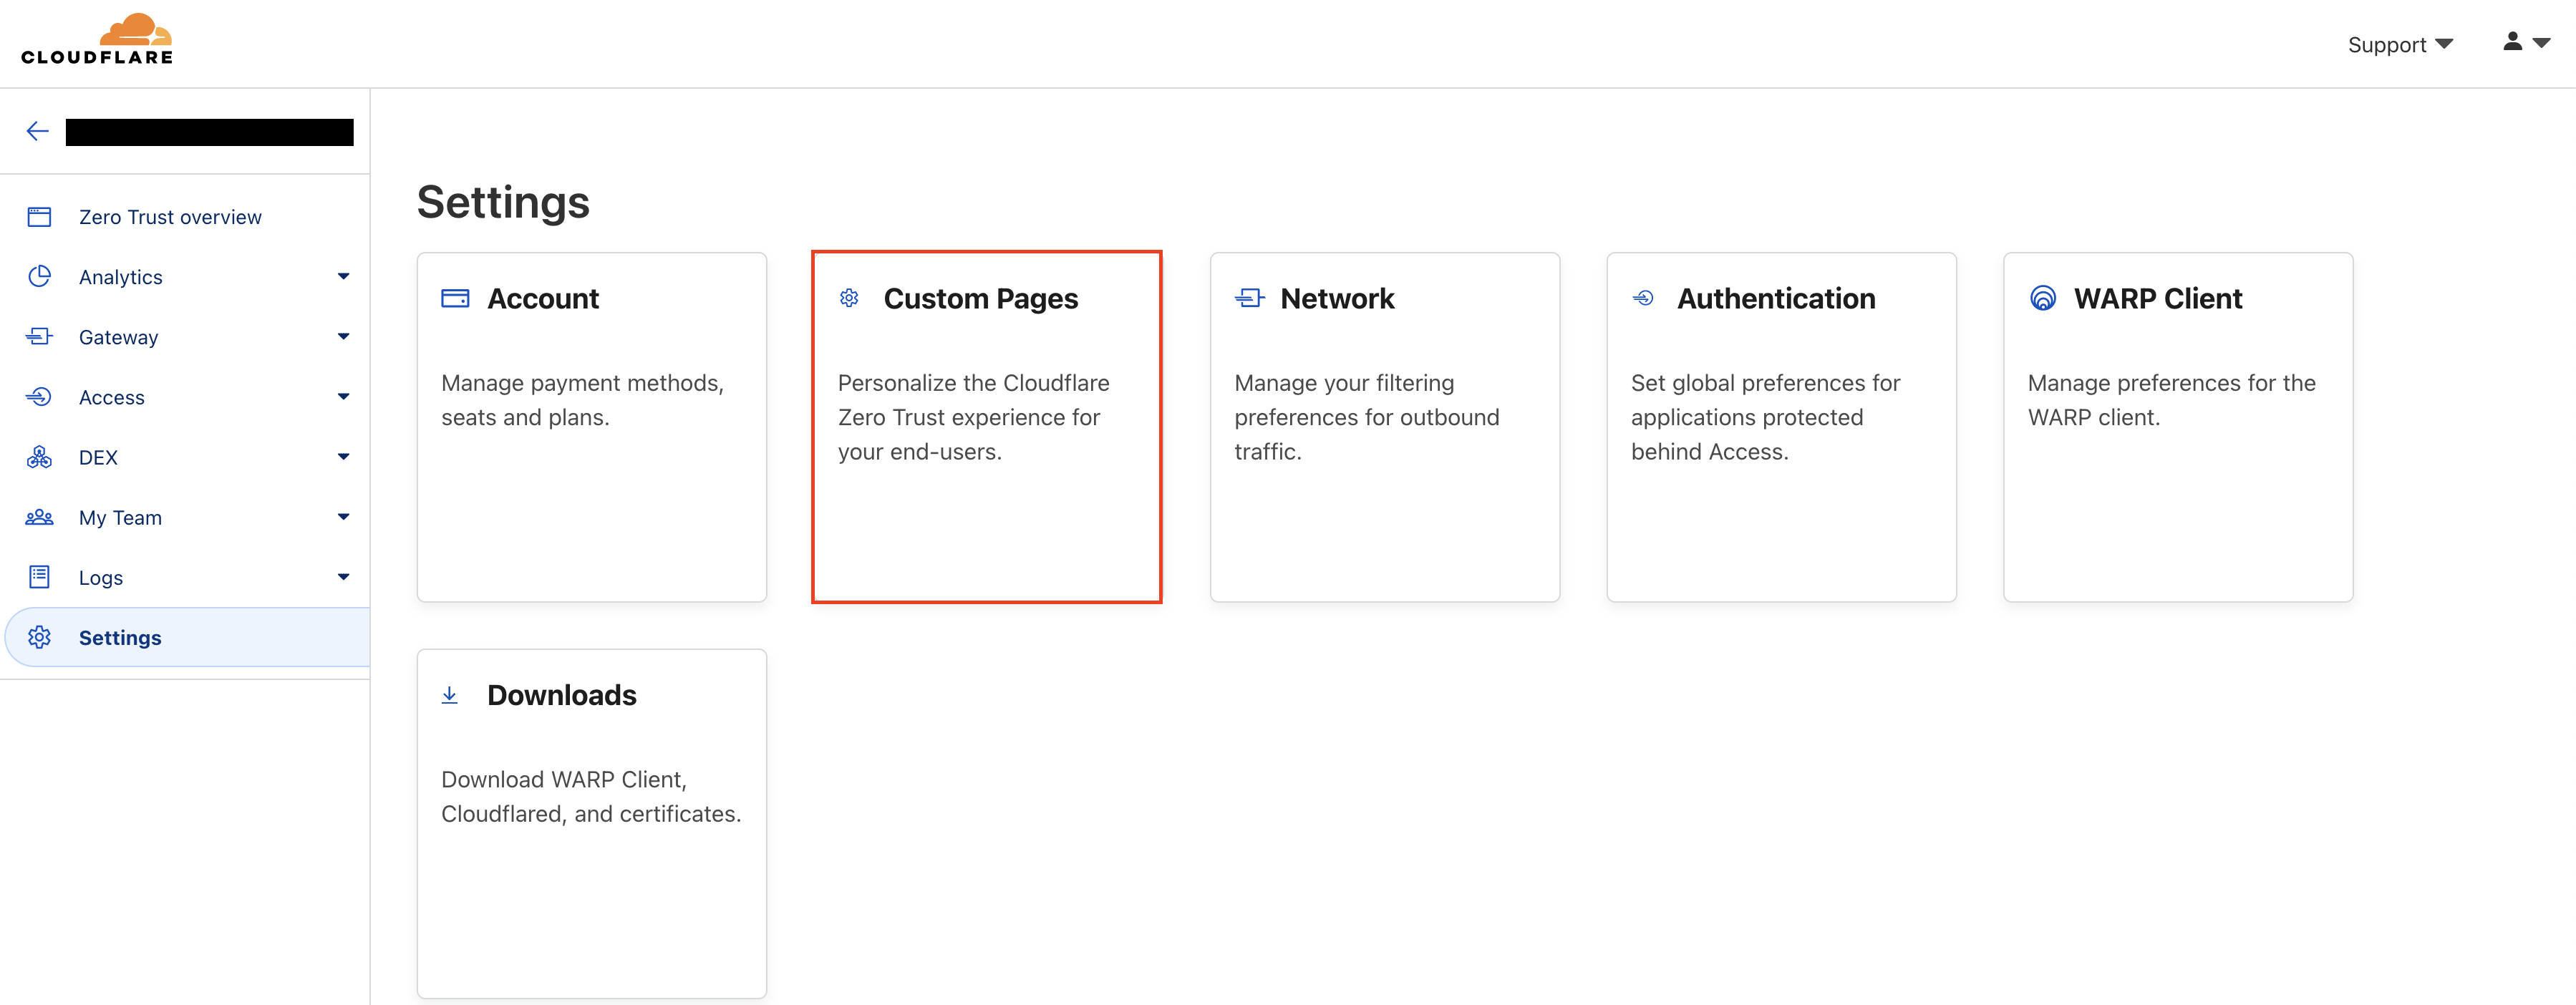 CLOUDFLARE
Support
Zero Trust overview
Analytics
Gateway
Access
DEX
My Team
Logs
Settings
Settings
Account
Manage payment methods,
seats and plans.
Custom Pages
Personalize the Cloudflare
Zero Trust experience for
your end-users.
Network
Manage your filtering
preferences for outbound
traffic.
Authentication
Set global preferences for
applications protected
behind Access.
WARP Client
Manage preferences for the
WARP client.
Downloads
Download WARP Client,
Cloudflared, and certificates.